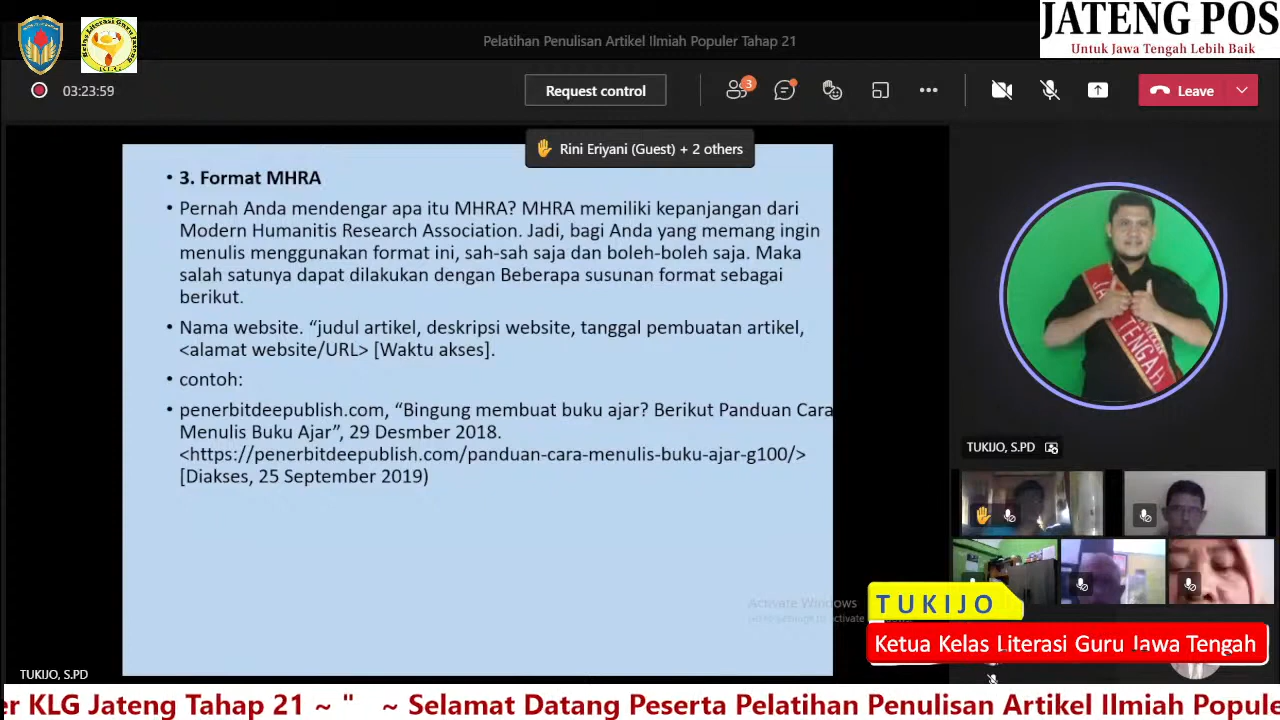 JATENG POS
Untuk Jawa Tengah Lebih Baik
Kelas Literasi Guru Jateng
KLG
Pelatihan Penulisan Artikel Ilmiah Populer Tahap 21
03:23:59
Request control
3
Leave
Rini Eriyani (Guest) + 2 others
• 3. Format MHRA
• Pernah Anda mendengar apa itu MHRA? MHRA memiliki kepanjangan dari
Modern Humanitis Research Association. Jadi, bagi Anda yang memang ingin
menulis menggunakan format ini, sah-sah saja dan boleh-boleh saja. Maka
salah satunya dapat dilakukan dengan Beberapa susunan format sebagai
berikut.
• Nama website. “judul artikel, deskripsi website, tanggal pembuatan artikel,
<alamat website/URL> [Waktu akses].
• contoh:
• penerbitdeepublish.com, “Bingung membuat buku ajar? Berikut Panduan Cara
Menulis Buku Ajar”, 29 Desmber 2018.
<https://penerbitdeepublish.com/panduan-cara-menulis-buku-ajar-g100/>
[Diakses, 25 September 2019)
TENGAH
TUKIJO, S.PD
Activate Windows
TUKIJO
Ketua Kelas Literasi Guru Jawa Tengah
TUKIJO, S.PD
er KLG Jateng Tahap 21 ~ " ~ Selamat Datang Peserta Pelatihan Penulisan Artikel Ilmiah Popule